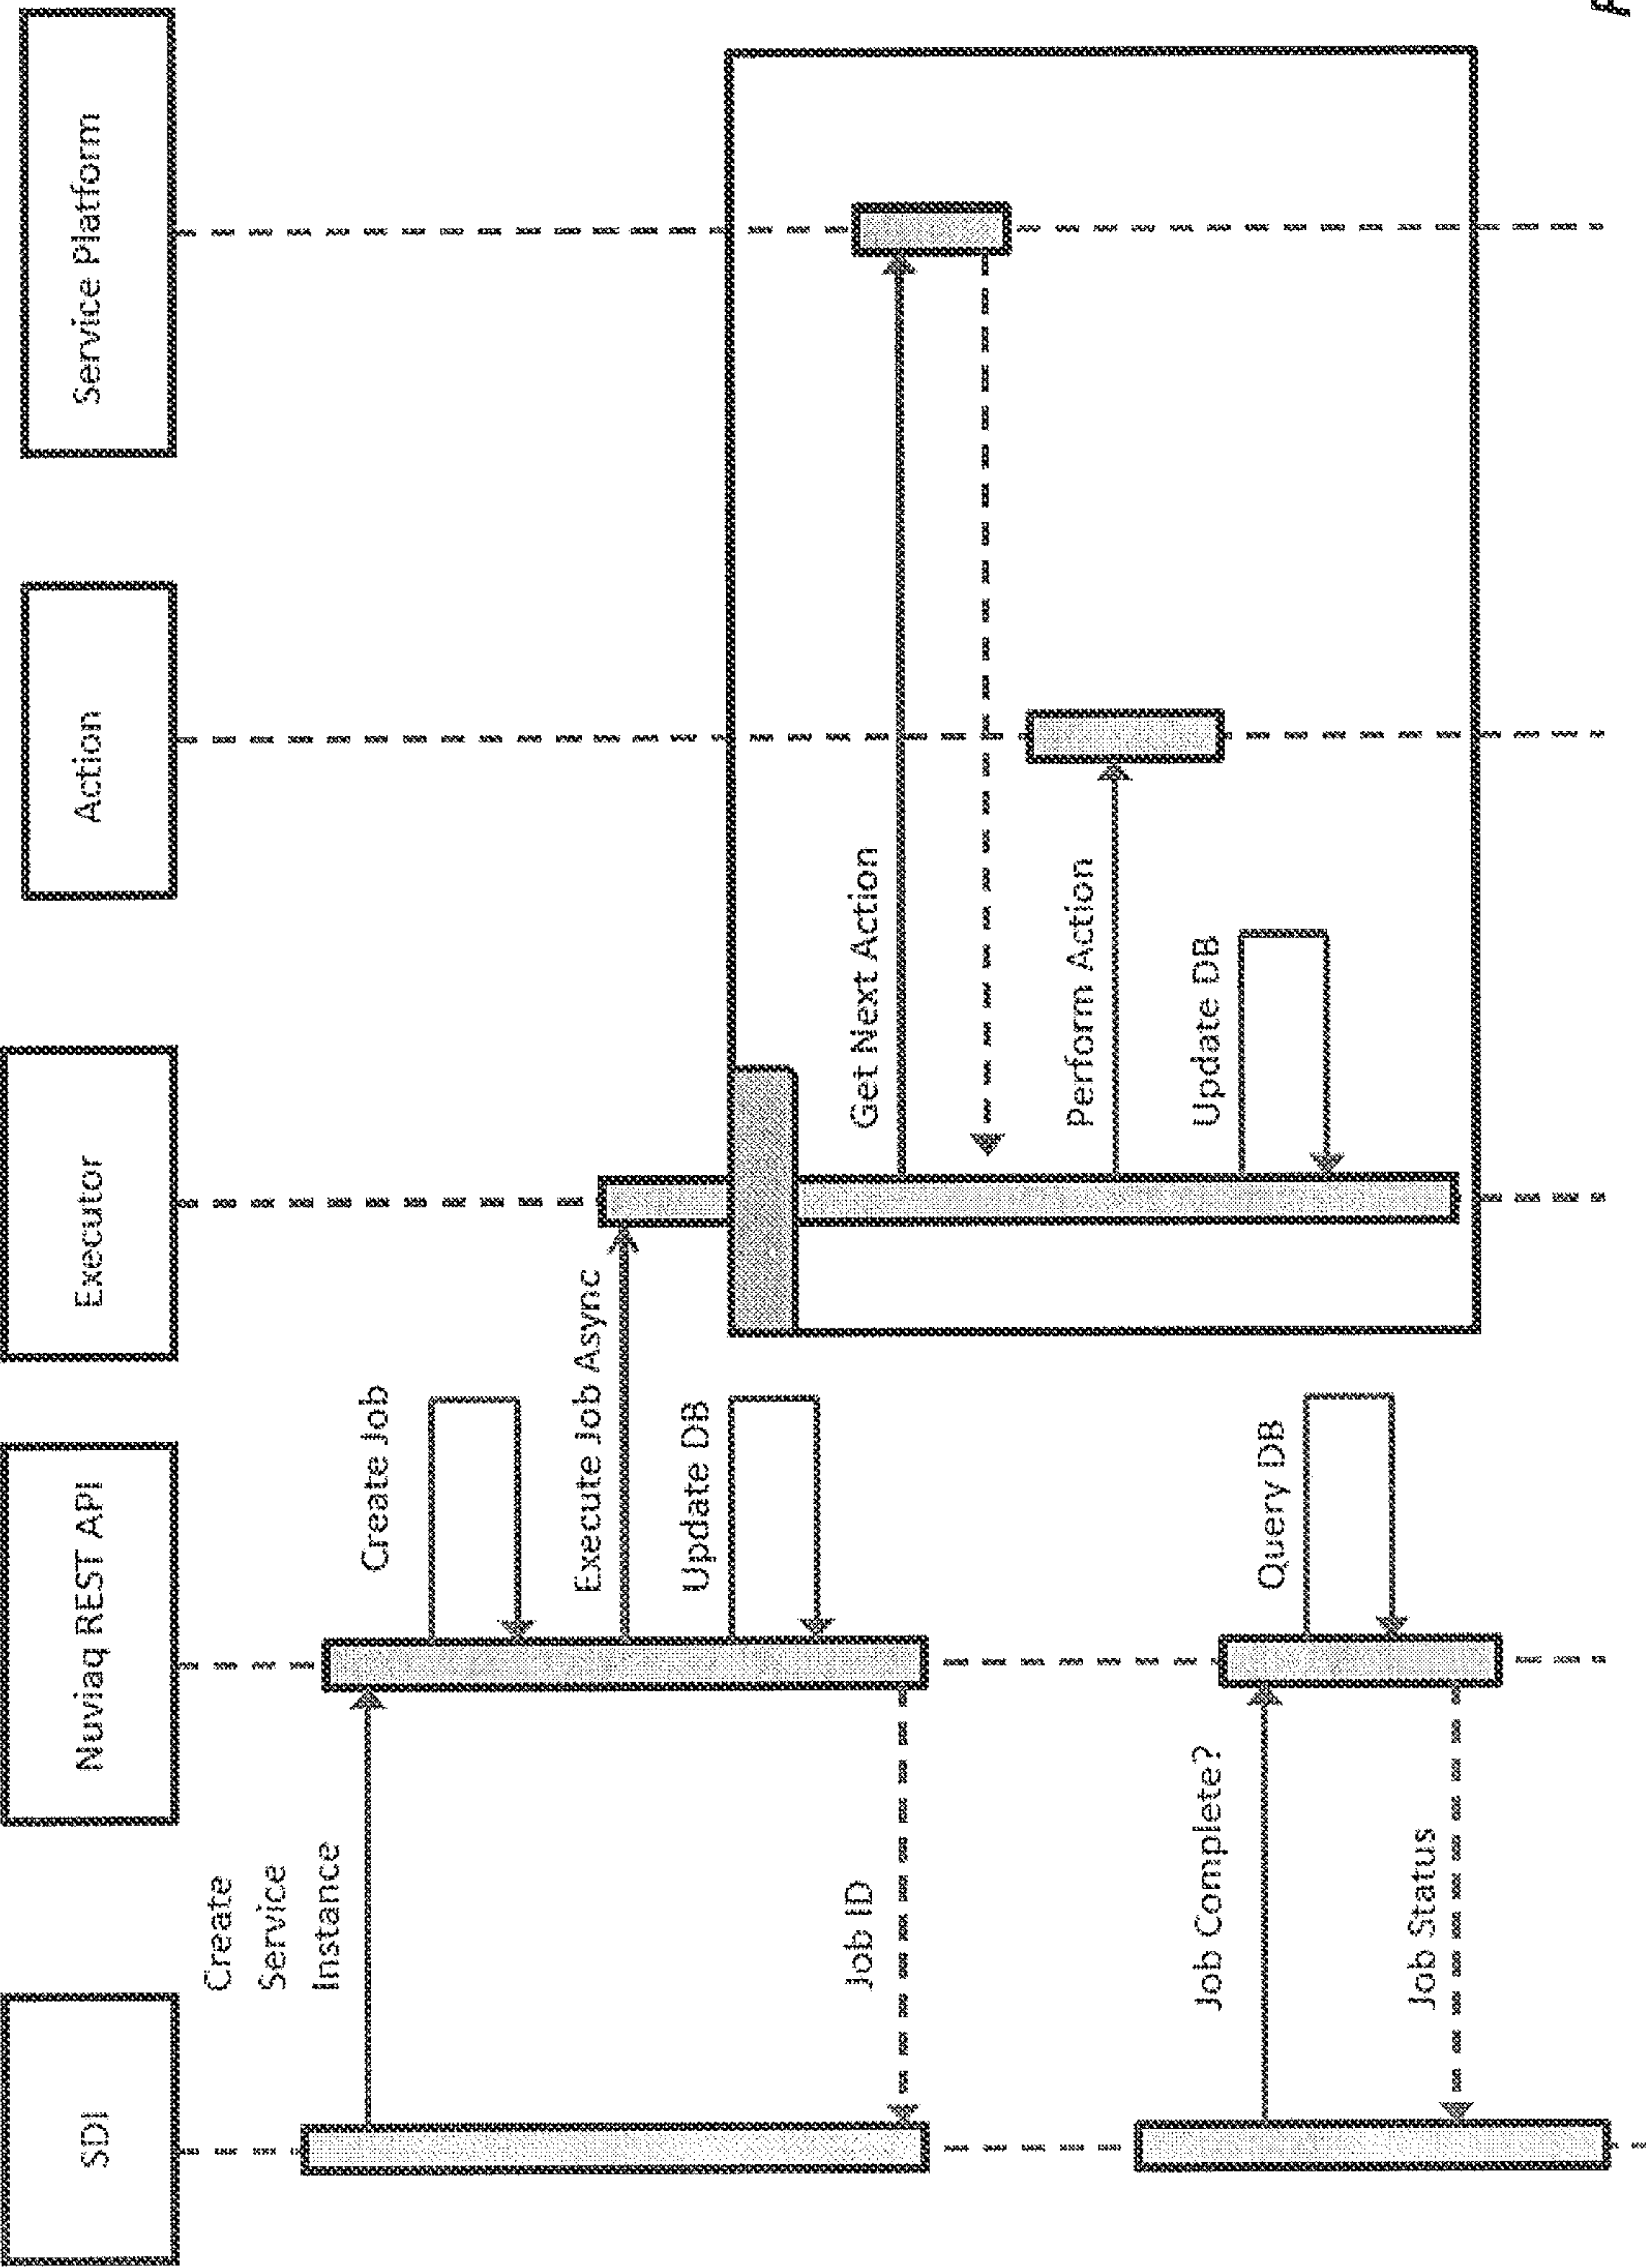 SDI
Nuviaq REST API
Executor
Action
Service Platform
Create
Service
Instance
Create Job
Execute Job Async
Update DB
Job ID
Get Next Action
Perform Action
Update DB
Job Complete?
Query DB
Job Status